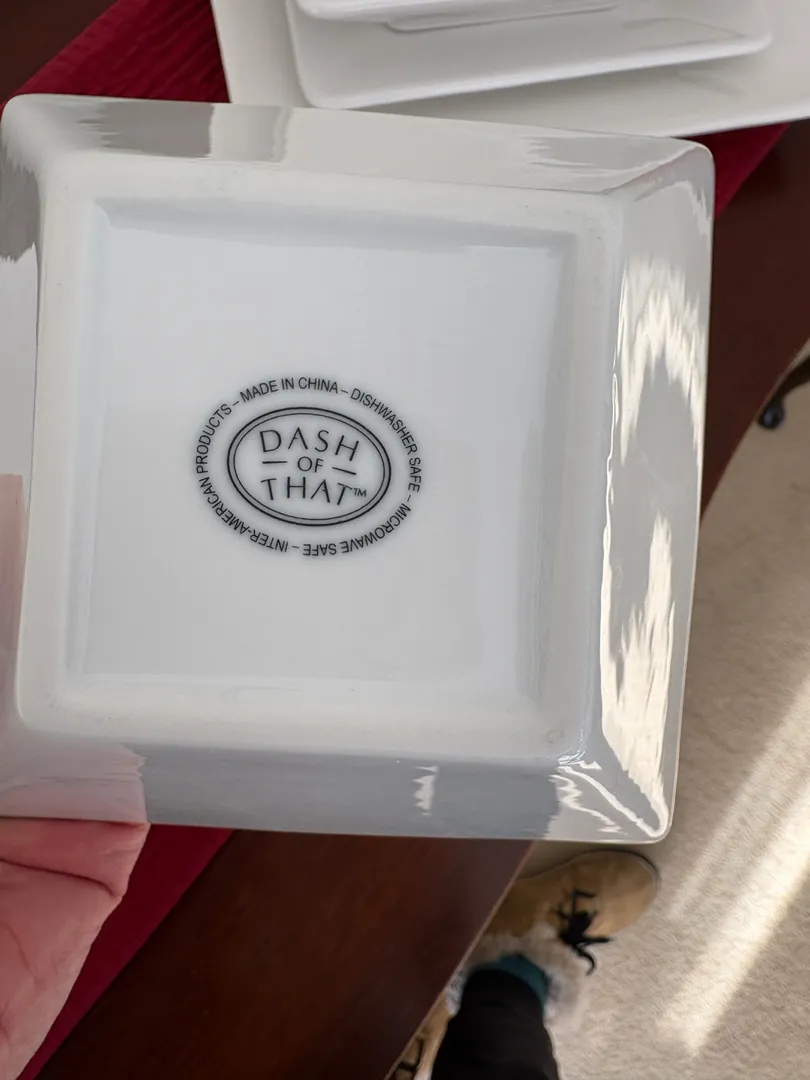 MADE IN CHINA – DISHWASHER SAFE – MICROWAVE SAFE – INTER-AMERICAN PRODUCTS –
DASH
– OF –
THAT™